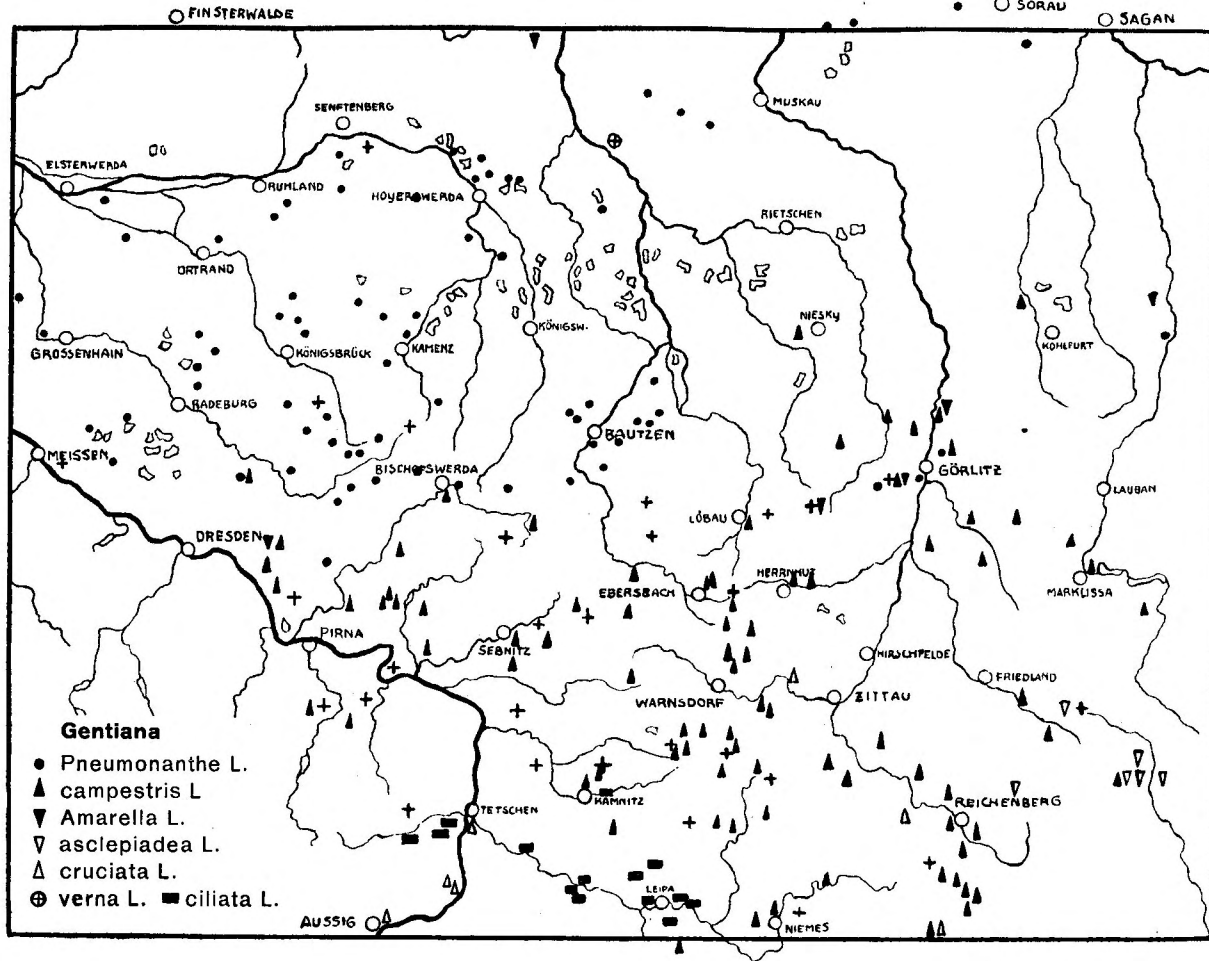 FINSTERWALDE
SORAU
SAGAN
MUSKAU
SENFTENBERG
ELSTERWERDA
RUHLAND
HOYERSWERDA
RIETSCHEN
ORTRAND
GROSSENHAIN
KÖNIGSBRÜCK
KAMENZ
KÖNIGSW.
NIESKY
KOHLFURT
RADEBURG
BAUTZEN
MEISSEN
BISCHOFSWERDA
GÖRLITZ
LAUBAN
LÖBAU
DRESDEN
EBERSBACH
HERRNHUT
MARKLISSA
PIRNA
SEBNITZ
HIRSCHFELDE
FRIEDLAND
WARNSDORF
ZITTAU
KAMNITZ
TETSCHEN
REICHENBERG
LEIPA
AUSSIG
NIEMES
Gentiana
Pneumonanthe L.
campestris L
Amarella L.
asclepiadea L.
cruciata L.
verna L. ciliata L.